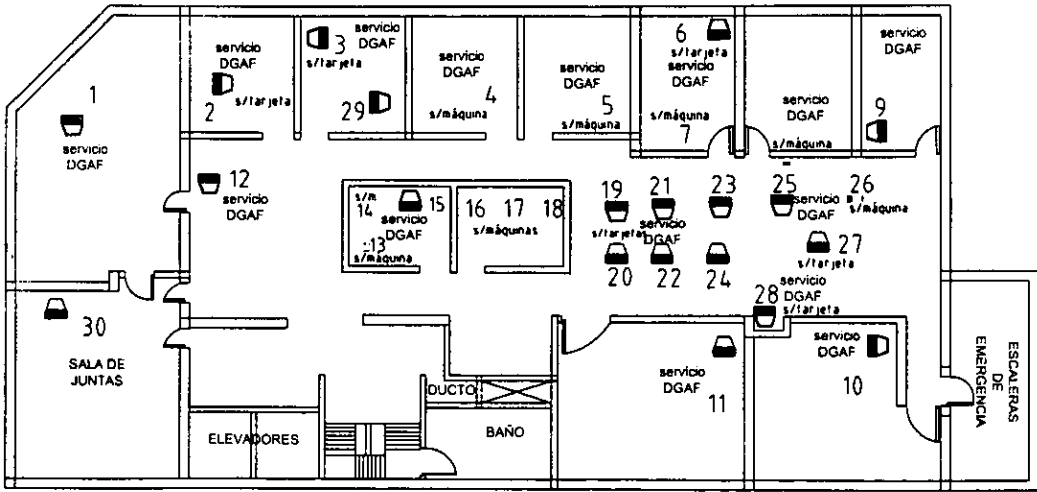 1
servicio
DGAF
servicio
DGAF
2
s/tarjeta
3
servicio
DGAF
s/tarjeta
29
servicio
DGAF
4
s/máquina
servicio
DGAF
5
s/máquina
6
s/tarjeta
servicio
DGAF
s/máquina
7
servicio
DGAF
s/máquina
servicio
DGAF
9
12
servicio
DGAF
s/m
14
15
servicio
DGAF
13
s/máquina
16 17 18
s/máquinas
19 21 23 25 26
s/tarjetas
servicio
DGAF
servicio
DGAF
s/máquina
20 22 24
27
s/tarjeta
servicio
DGAF
28
s/tarjeta
30
SALA DE
JUNTAS
servicio
DGAF
11
servicio
DGAF
10
DUCTO
ELEVADORES
BAÑO
ESCALERAS
DE
EMERGENCIA